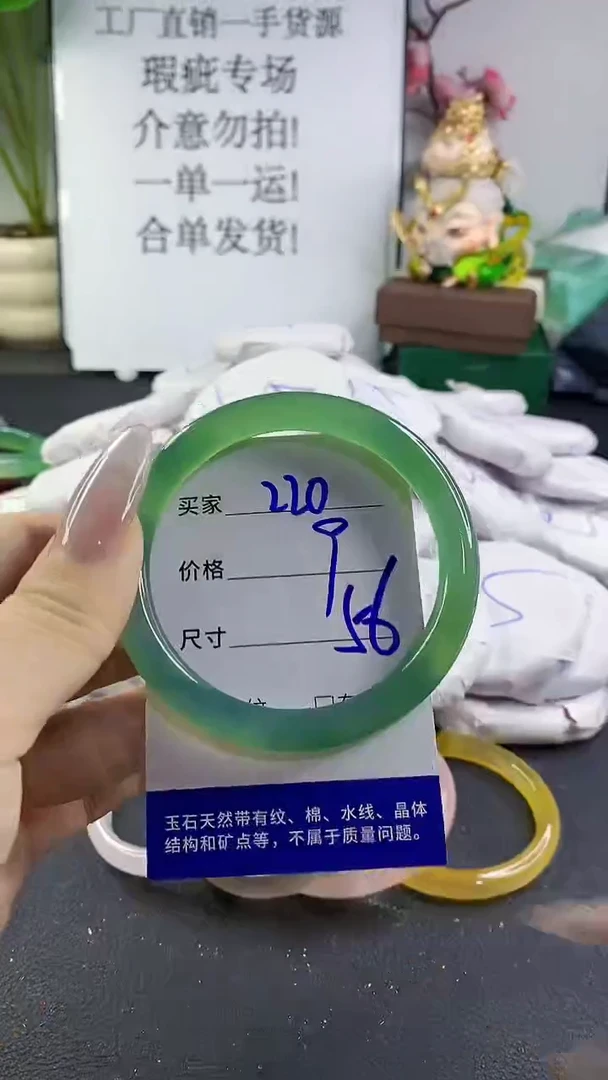 工厂直销一手货源
瑕疵专场
介意勿拍!
一单一运!
合单发货!
买家 220
价格 9
尺寸 56
玉石天然带有纹、棉、水线、晶体
结构和矿点等，不属于质量问题。